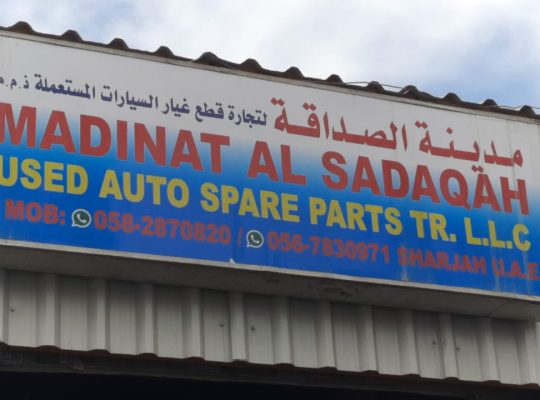 مدينة الصداقة لتجارة قطع غيار السيارات المستعملة ذ.م.م
MADINAT AL SADAQAH
USED AUTO SPARE PARTS TR. L.L.C
MOB: 058-2870820 / 056-7830971 SHARJAH U.A.E